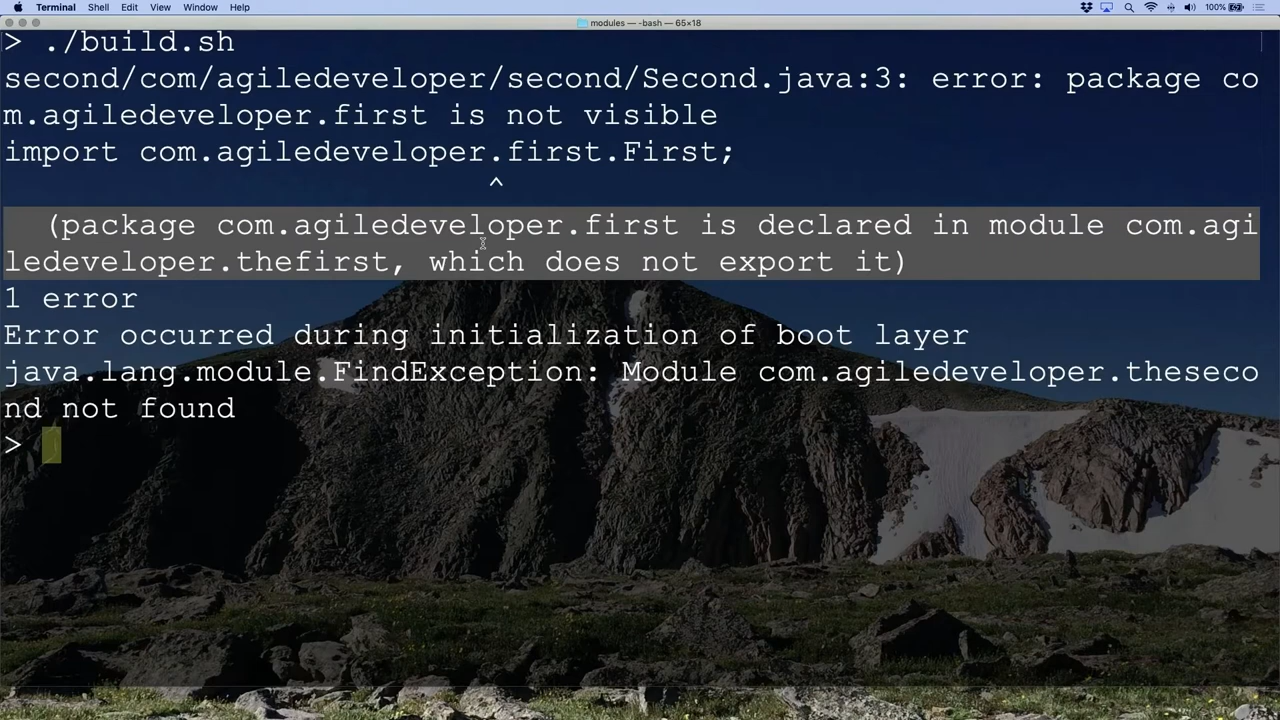 Terminal Shell Edit View Window Help 100%
modules — -bash — 65×18
> ./build.sh
second/com/agiledeveloper/second/Second.java:3: error: package co
m.agiledeveloper.first is not visible
import com.agiledeveloper.first.First;
^
(package com.agiledeveloper.first is declared in module com.agi
ledeveloper.thefirst, which does not export it)
1 error
Error occurred during initialization of boot layer
java.lang.module.FindException: Module com.agiledeveloper.theseco
nd not found
>